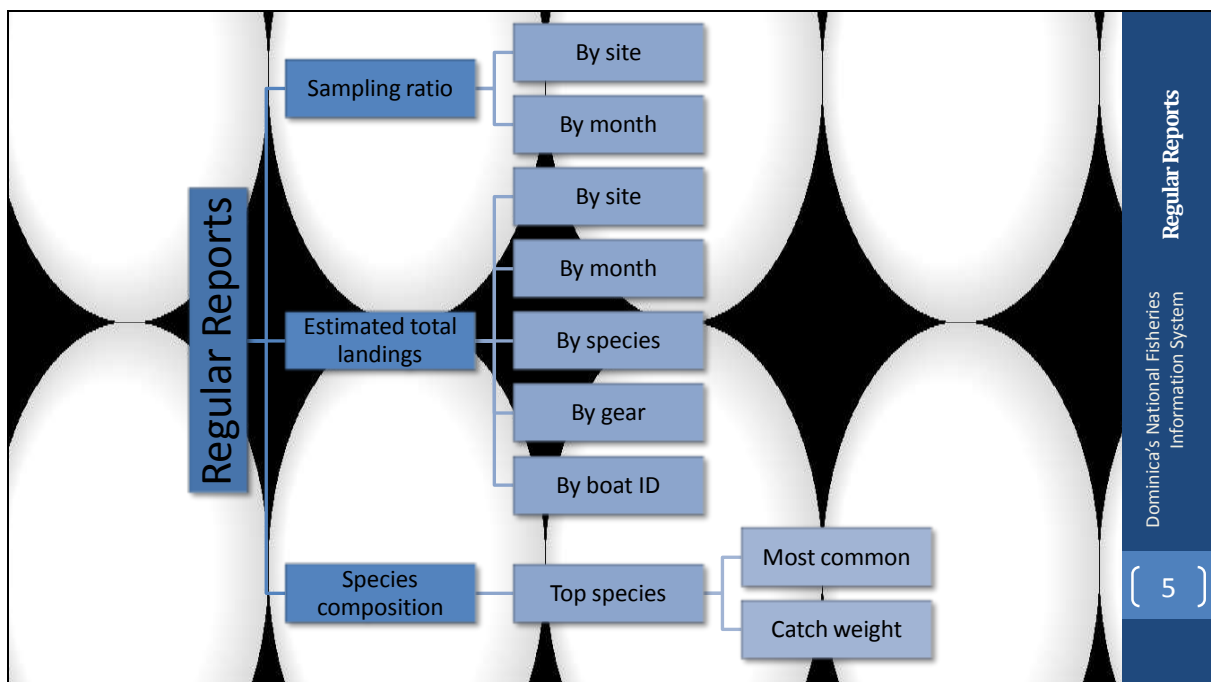 Regular Reports
Sampling ratio
By site
By month
Estimated total
landings
By site
By month
By species
By gear
By boat ID
Species
composition
Top species
Most common
Catch weight
Regular Reports
Dominica's National Fisheries
Information System
5